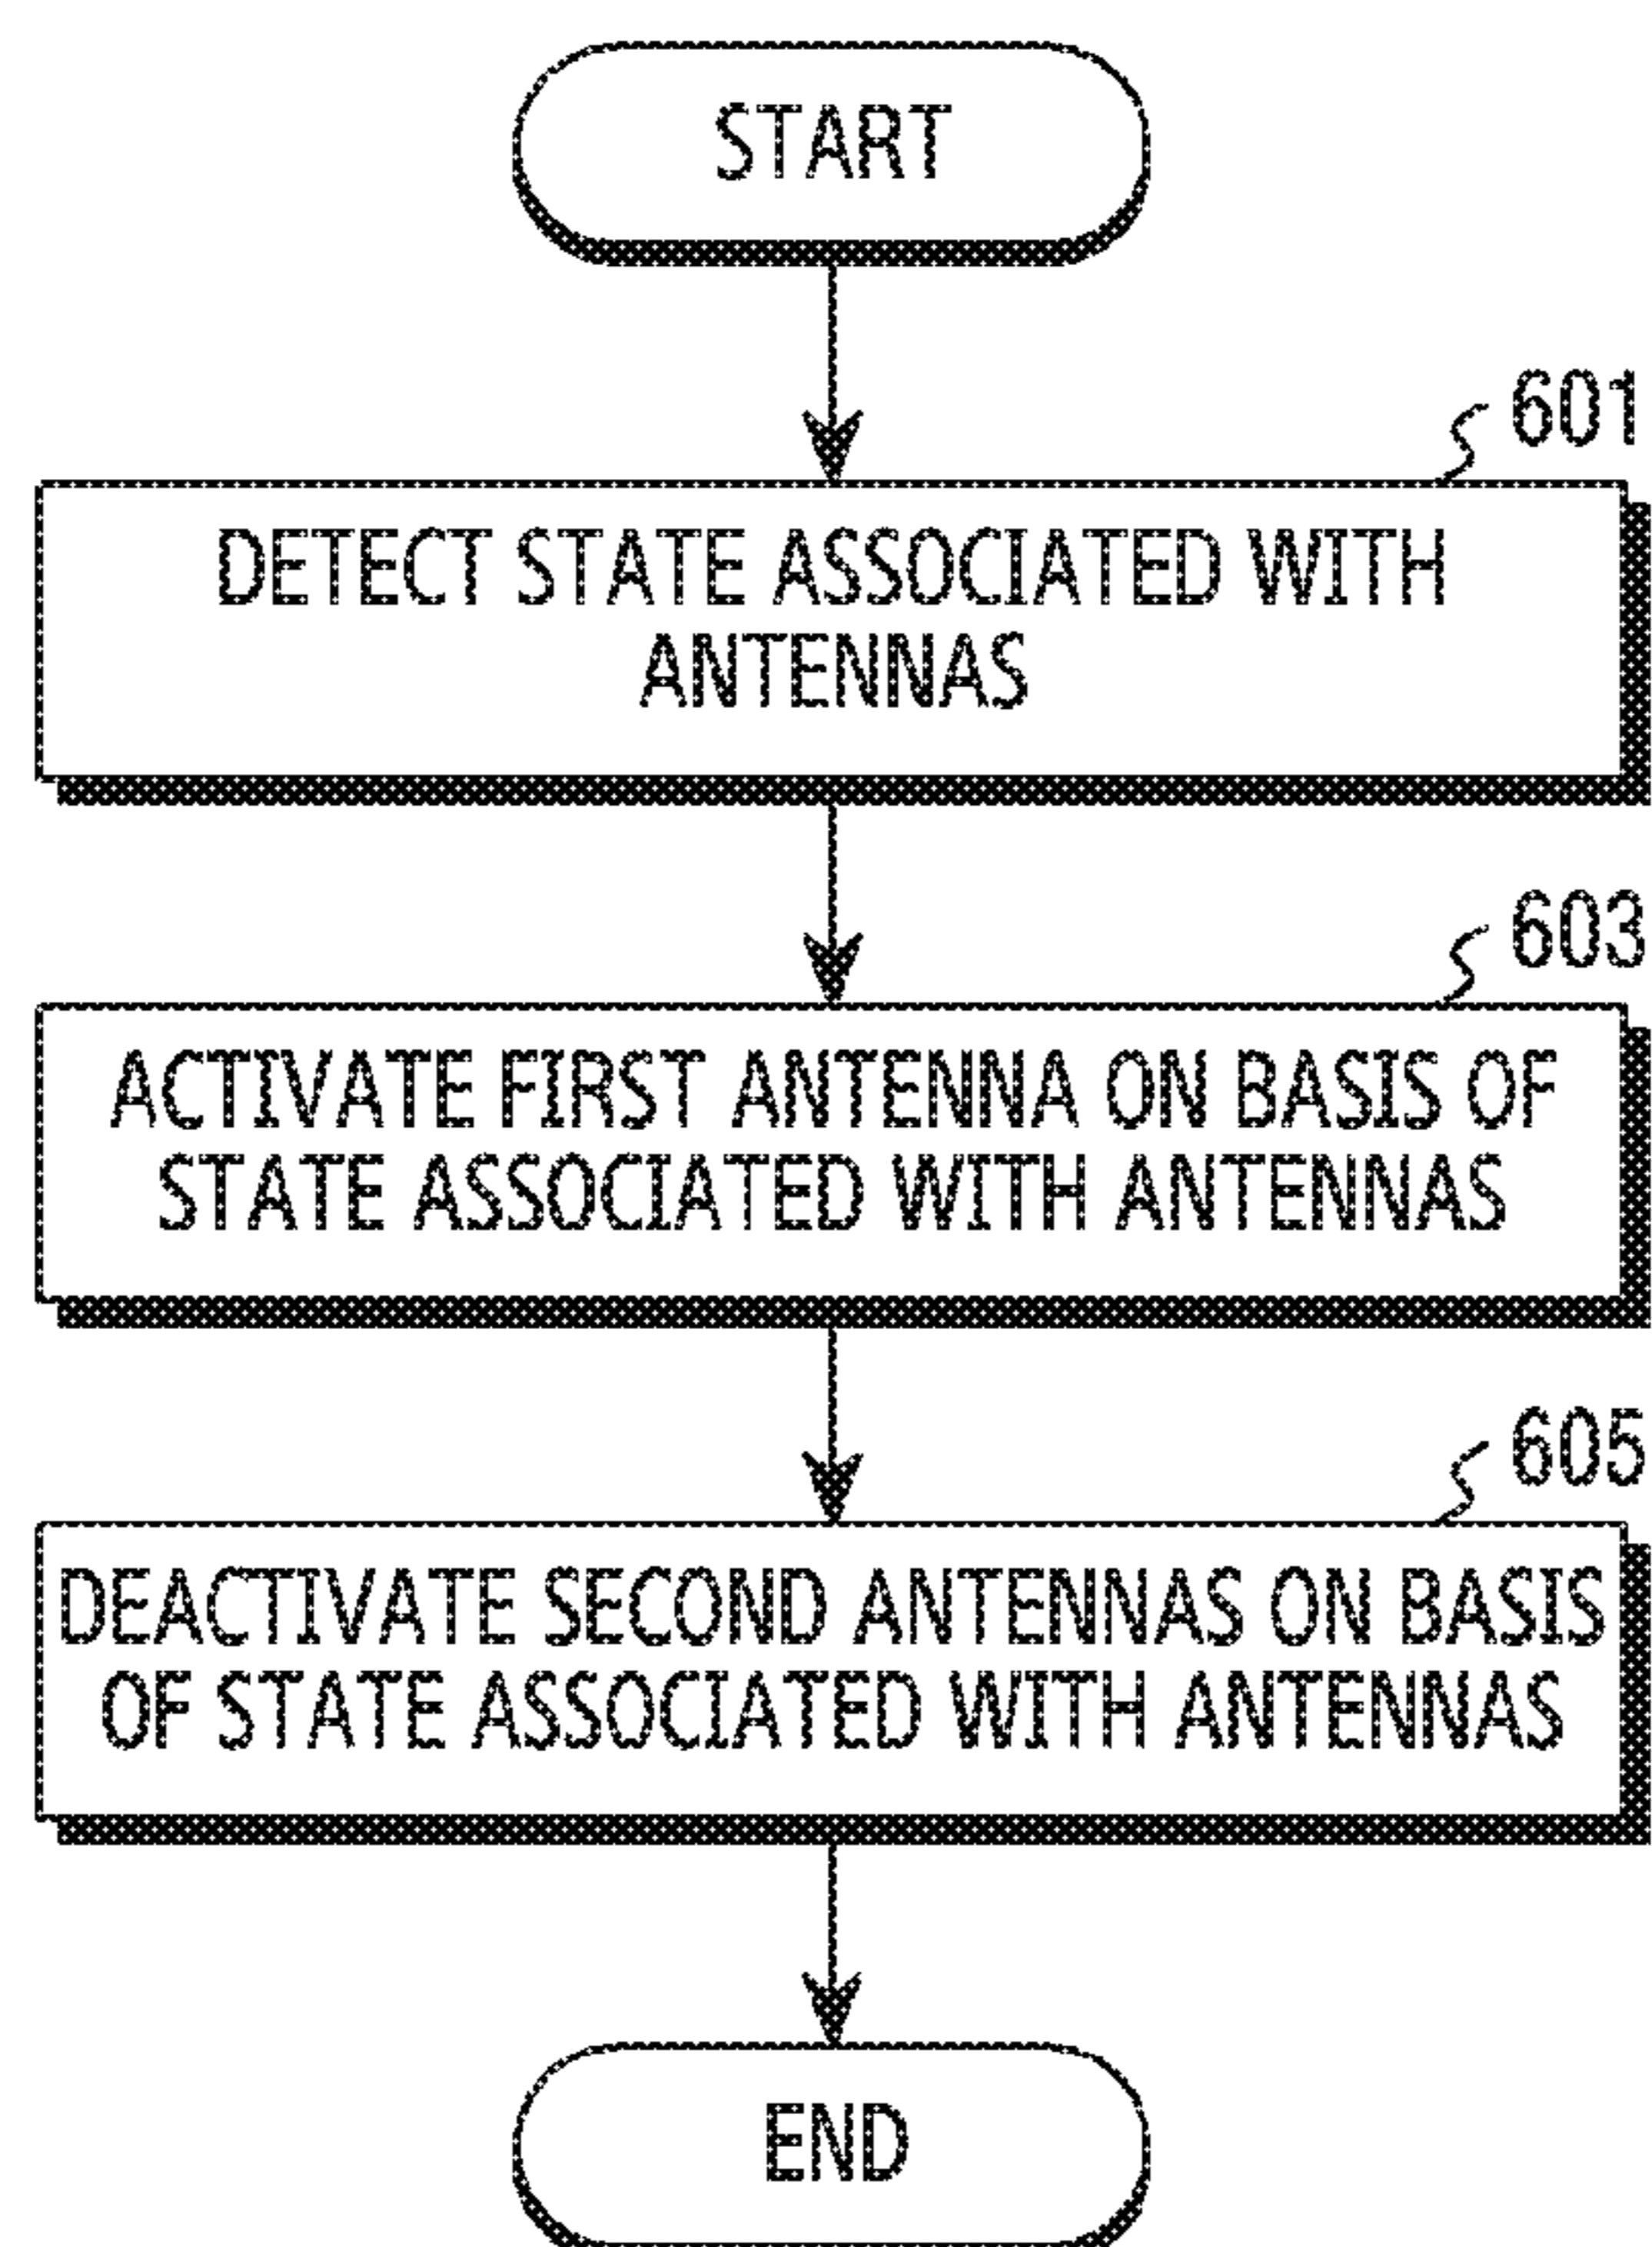 START
601
DETECT STATE ASSOCIATED WITH
ANTENNAS
603
ACTIVATE FIRST ANTENNA ON BASIS OF
STATE ASSOCIATED WITH ANTENNAS
605
DEACTIVATE SECOND ANTENNAS ON BASIS
OF STATE ASSOCIATED WITH ANTENNAS
END